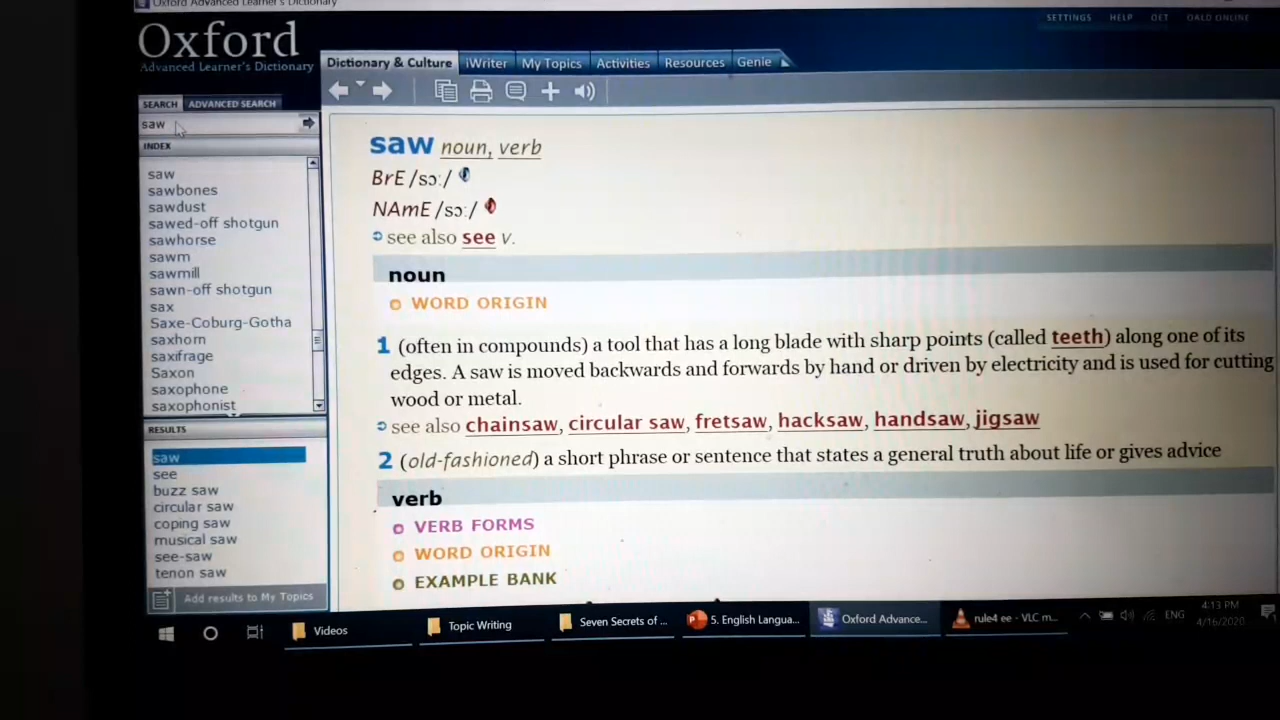 Oxford Advanced Learner's Dictionary
SETTINGS HELP OET OALD ONLINE
Oxford
Advanced Learner's Dictionary
Dictionary & Culture iWriter My Topics Activities Resources Genie
SEARCH ADVANCED SEARCH
saw
INDEX
saw
sawbones
sawdust
sawed-off shotgun
sawhorse
sawm
sawmill
sawn-off shotgun
sax
Saxe-Coburg-Gotha
saxhorn
saxifrage
Saxon
saxophone
saxophonist
RESULTS
saw
see
buzz saw
circular saw
coping saw
musical saw
see-saw
tenon saw
Add results to My Topics
saw noun, verb
BrE /sɔː/
NAmE /sɔː/
see also see v.
noun
WORD ORIGIN
1 (often in compounds) a tool that has a long blade with sharp points (called teeth) along one of its
edges. A saw is moved backwards and forwards by hand or driven by electricity and is used for cutting
wood or metal.
see also chainsaw, circular saw, fretsaw, hacksaw, handsaw, jigsaw
2 (old-fashioned) a short phrase or sentence that states a general truth about life or gives advice
verb
VERB FORMS
WORD ORIGIN
EXAMPLE BANK
Videos Topic Writing Seven Secrets of ... 5. English Langua... Oxford Advance... rule4 ee - VLC m... ENG
4:13 PM
4/16/2020